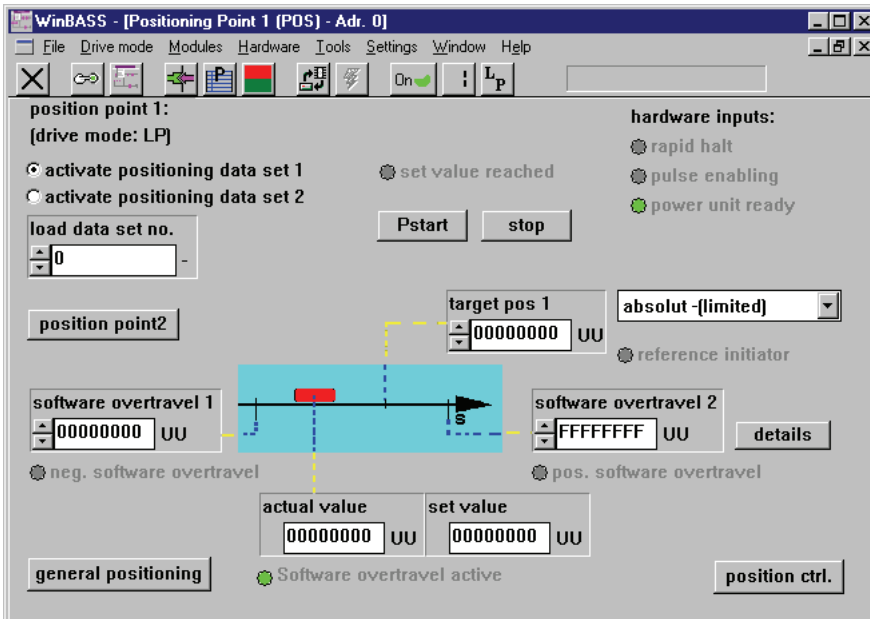 WinBASS - [Positioning Point 1 (POS) - Adr. 0]
File Drive mode Modules Hardware Tools Settings Window Help
P On LP
position point 1:
(drive mode: LP)
hardware inputs:
rapid halt
activate positioning data set 1
set value reached
pulse enabling
activate positioning data set 2
power unit ready
load data set no.
0 -
Pstart stop
target pos 1
00000000 UU
absolut -(limited)
position point2
reference initiator
software overtravel 1
00000000 UU
S
software overtravel 2
FFFFFFFF UU
details
neg. software overtravel
pos. software overtravel
actual value
00000000 UU
set value
00000000 UU
general positioning
Software overtravel active
position ctrl.